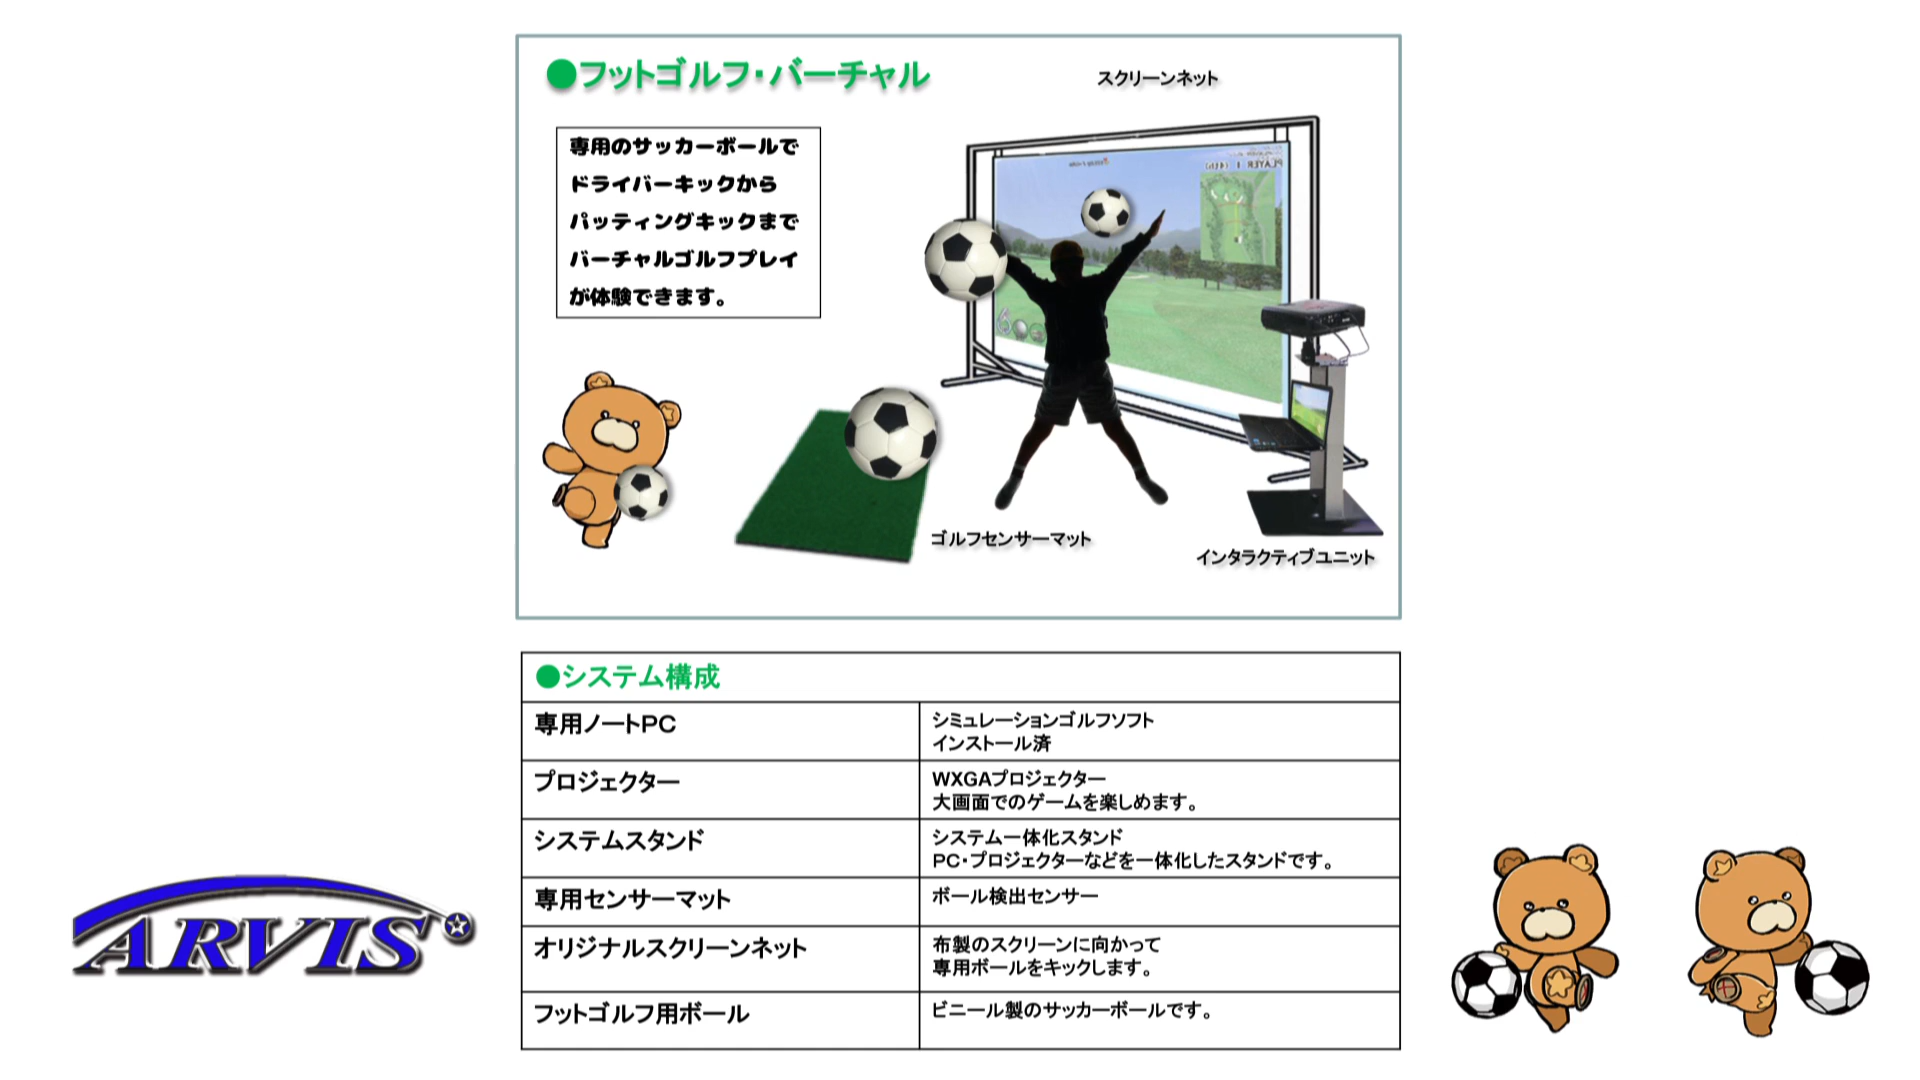 ●フットゴルフ・バーチャル
スクリーンネット
専用のサッカーボールで
ドライバーキックから
パッティングキックまで
バーチャルゴルフプレイ
が体験できます。
PLAYER 1
ゴルフセンサーマット
インタラクティブユニット
●システム構成
専用ノートPC
シミュレーションゴルフソフト
インストール済
プロジェクター
WXGAプロジェクター
大画面でのゲームを楽しめます。
システムスタンド
システム一体化スタンド
PC・プロジェクターなどを一体化したスタンドです。
専用センサーマット
ボール検出センサー
オリジナルスクリーンネット
布製のスクリーンに向かって
専用ボールをキックします。
フットゴルフ用ボール
ビニール製のサッカーボールです。
ARVIS